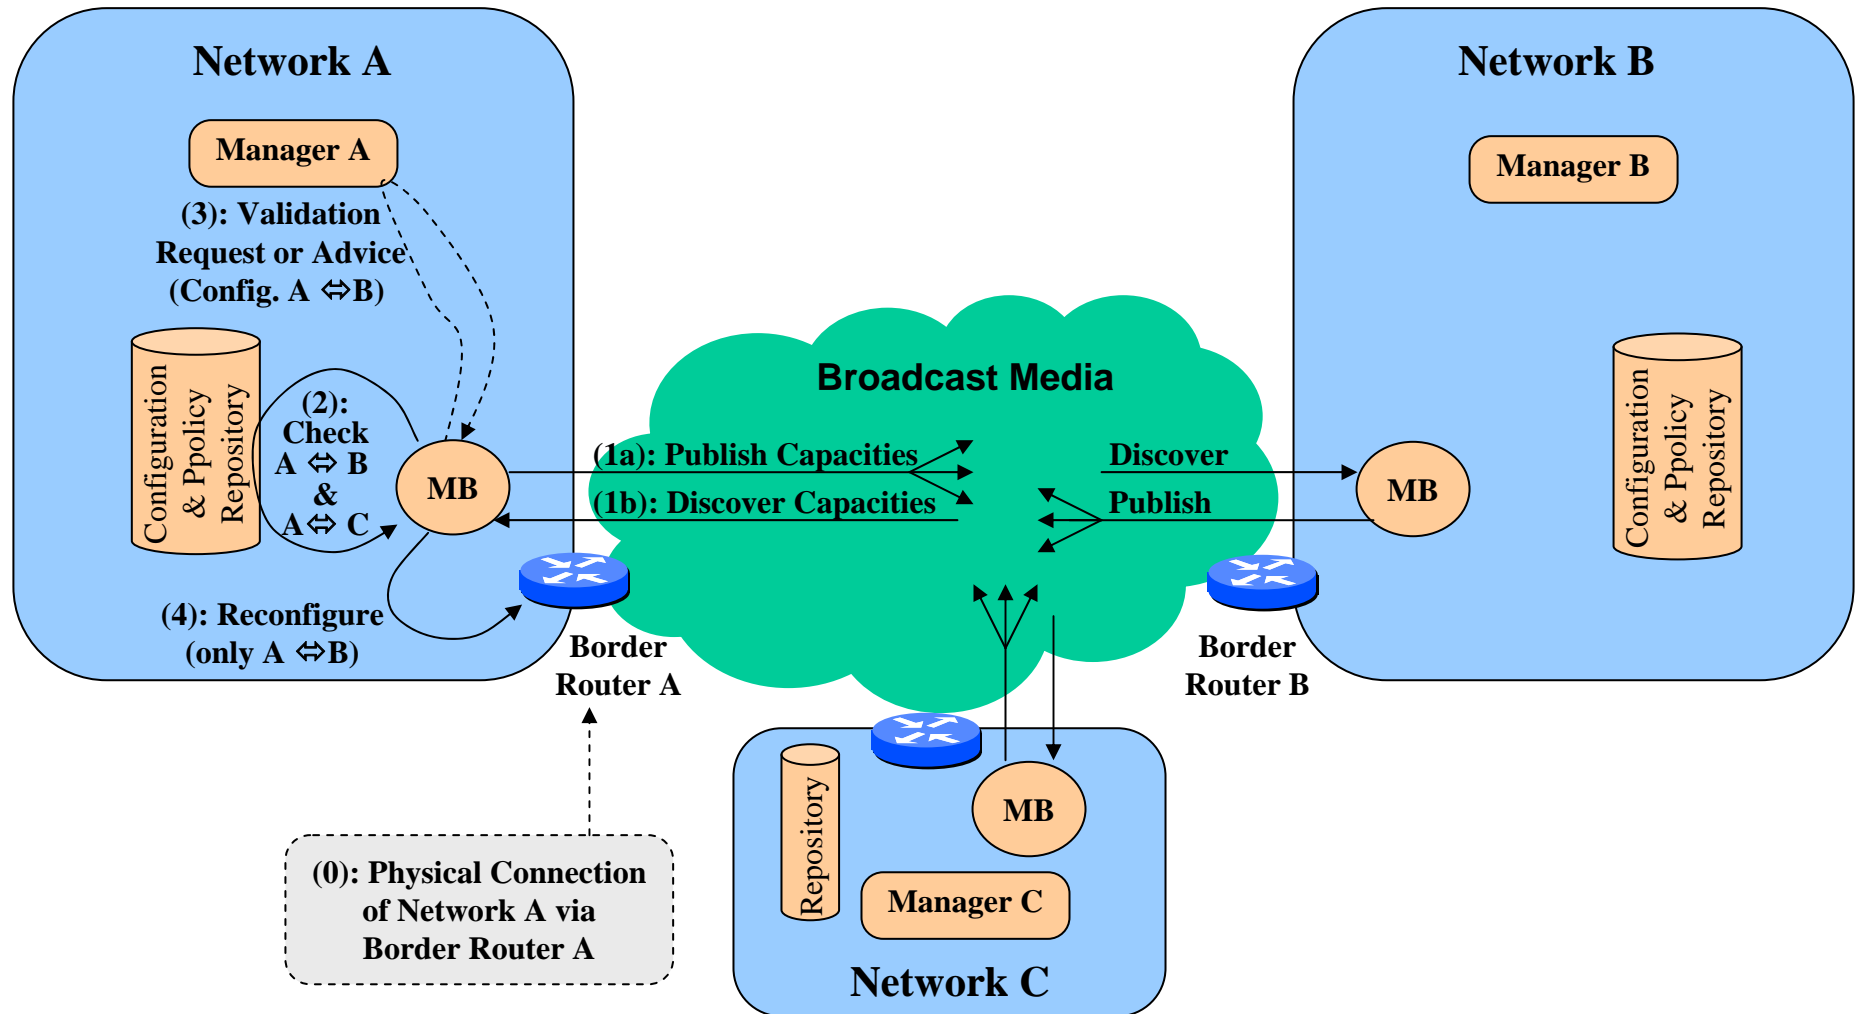 Network A
Manager A
(3): Validation
Request or Advice
(Config. A ⇔B)
Configuration
& Ppolicy
Repository
(2):
Check
A ⇔ B
&
A⇔ C
MB
(4): Reconfigure
(only A ⇔B)
Border
Router A
(0): Physical Connection
of Network A via
Border Router A
Broadcast Media
(1a): Publish Capacities
(1b): Discover Capacities
Discover
Publish
Network B
Manager B
MB
Configuration
& Ppolicy
Repository
Border
Router B
Repository
MB
Manager C
Network C